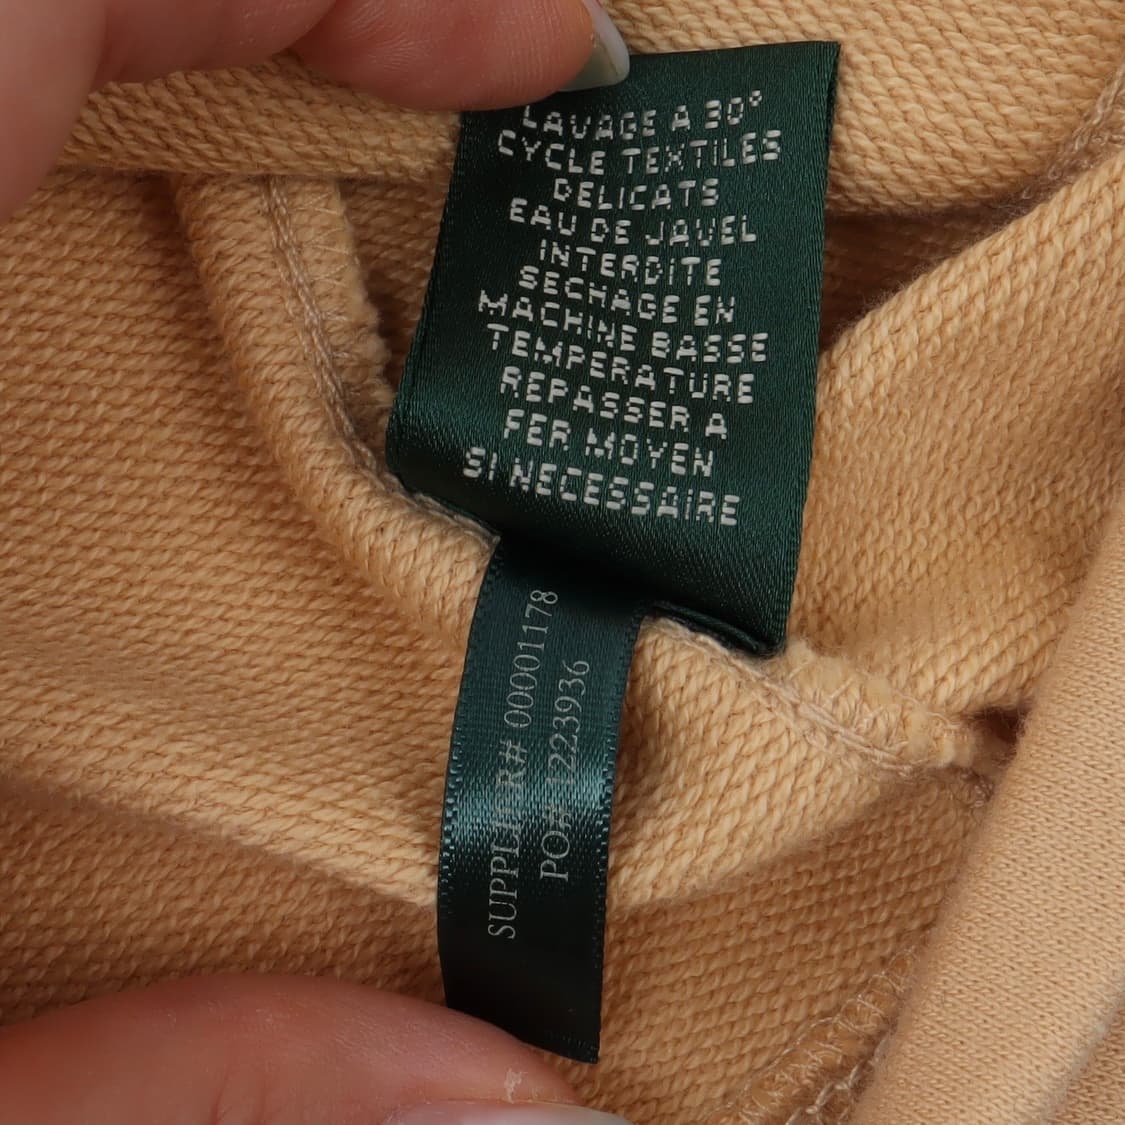 LAVAGE A 30°
CYCLE TEXTILES
DELICATS
EAU DE JAVEL
INTERDITE
SECHAGE EN
MACHINE BASSE
TEMPERATURE
REPASSER A
FER MOYEN
SI NECESSAIRE
SUPPLIER# 00001178
PO# 1223936